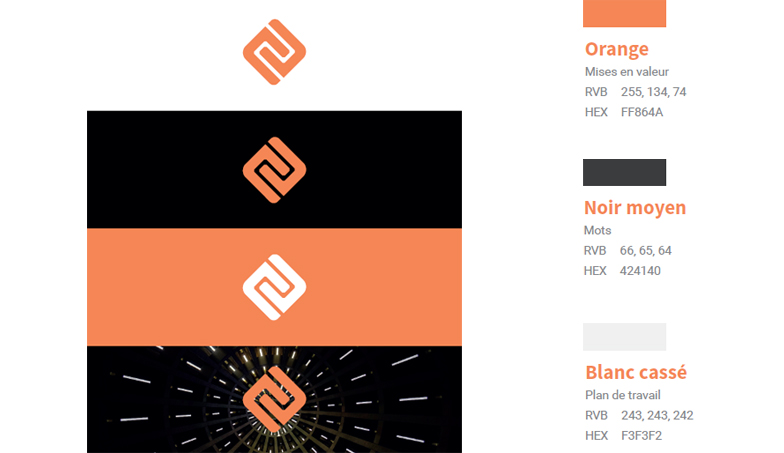 Orange
Mises en valeur
RVB 255, 134, 74
HEX FF864A
Noir moyen
Mots
RVB 66, 65, 64
HEX 424140
Blanc cassé
Plan de travail
RVB 243, 243, 242
HEX F3F3F2